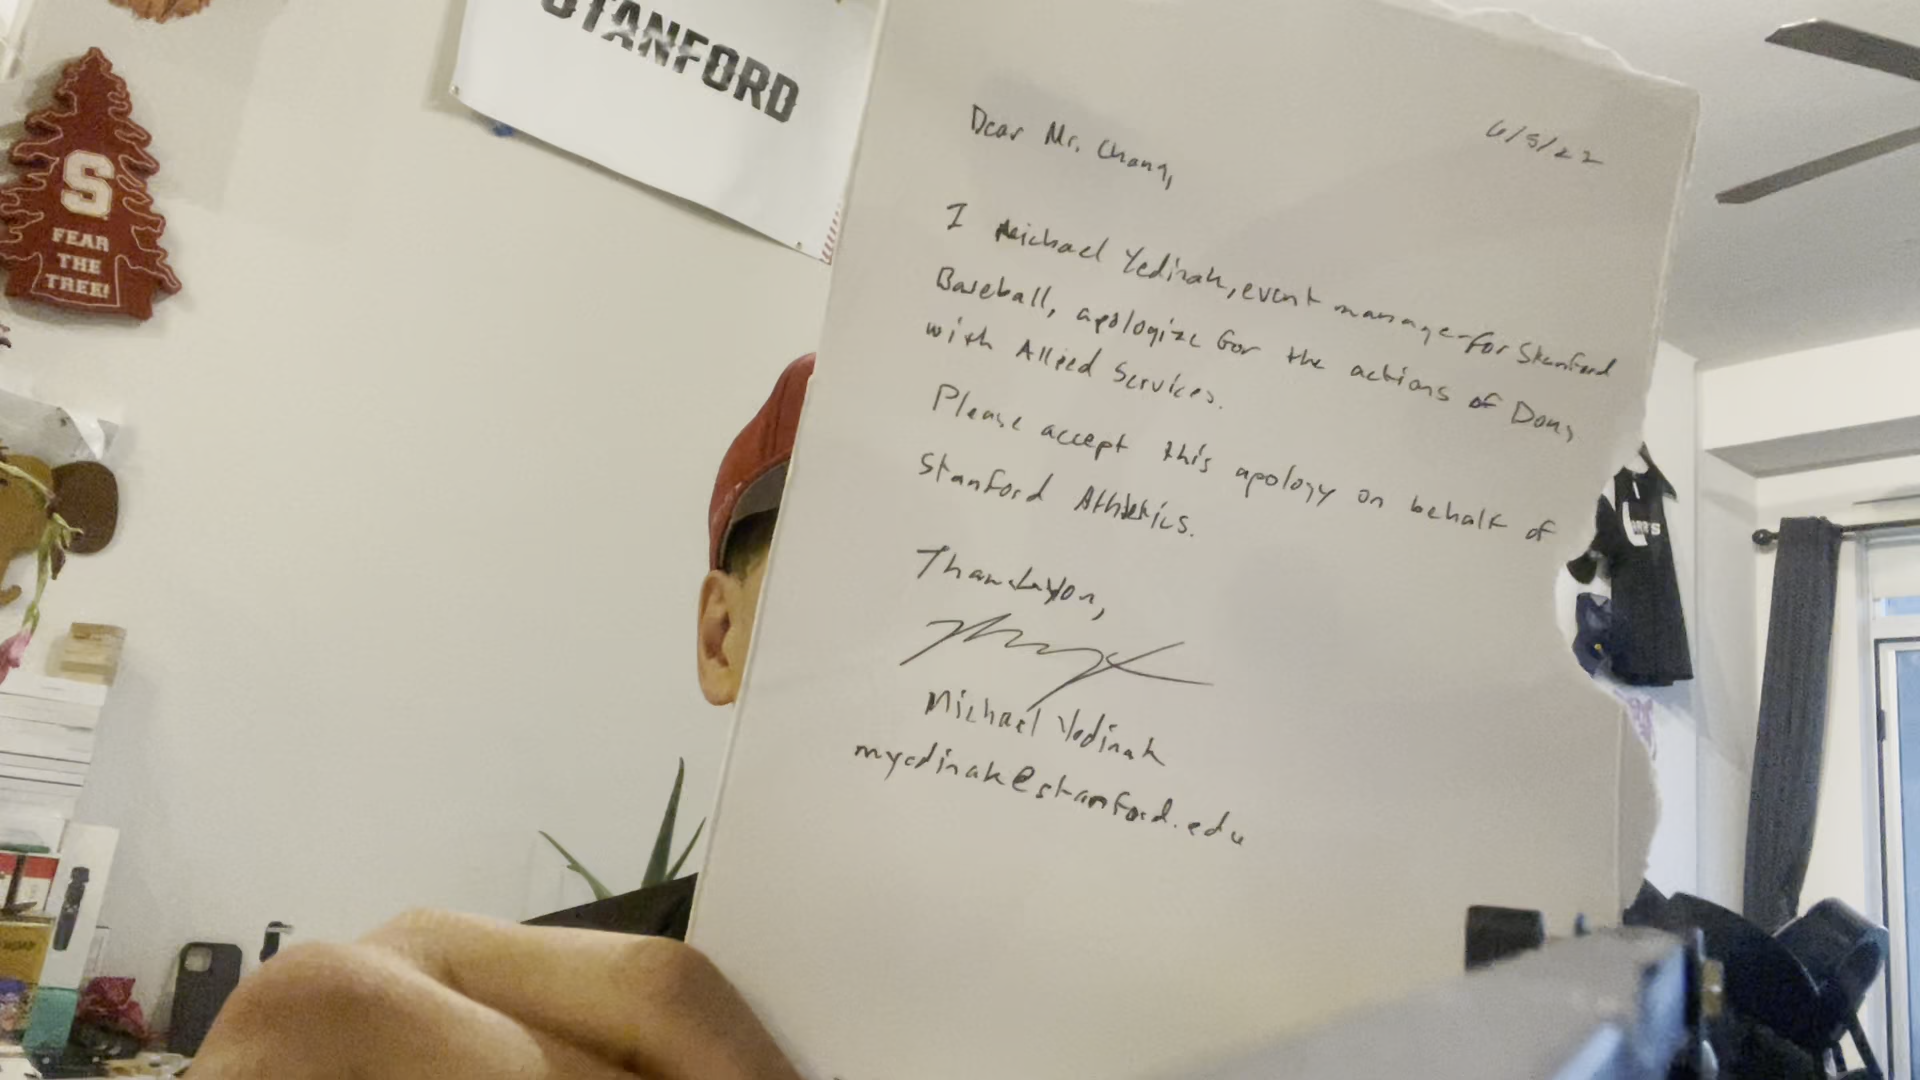 STANFORD
S
FEAR
THE
TREE!
6/5/22
Dear Mr. Chang,
I Michael Yedinak, event manager for Stanford
Baseball, apologize for the actions of Doug
with Allied Services.
Please accept this apology on behalf of
Stanford Athletics.
Thank you,
Michael Yedinak
myedinak@stanford.edu